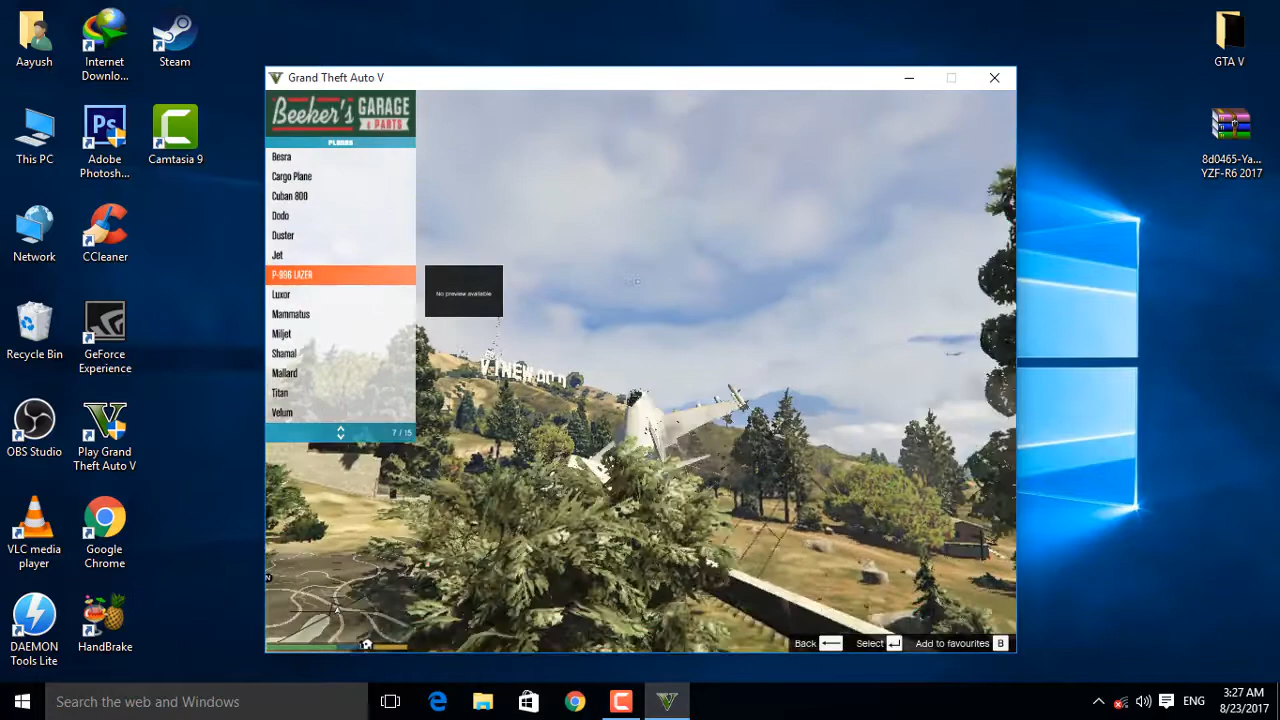 Aayush
Internet
Downlo...
Steam
This PC
Adobe
Photosh...
Camtasia 9
Network
CCleaner
Recycle Bin
GeForce
Experience
OBS Studio
Play Grand
Theft Auto V
VLC media
player
Google
Chrome
DAEMON
Tools Lite
HandBrake
GTA V
8d0465-Ya...
YZF-R6 2017
Grand Theft Auto V
Beeker's GARAGE
& PARTS
PLANES
Besra
Cargo Plane
Cuban 800
Dodo
Duster
Jet
P-996 LAZER
Luxor
Mammatus
Miljet
Shamal
Mallard
Titan
Velum
7 / 15
No preview available
VINEWOOD
N
Back
Select
Add to favourites B
Search the web and Windows
ENG
3:27 AM
8/23/2017